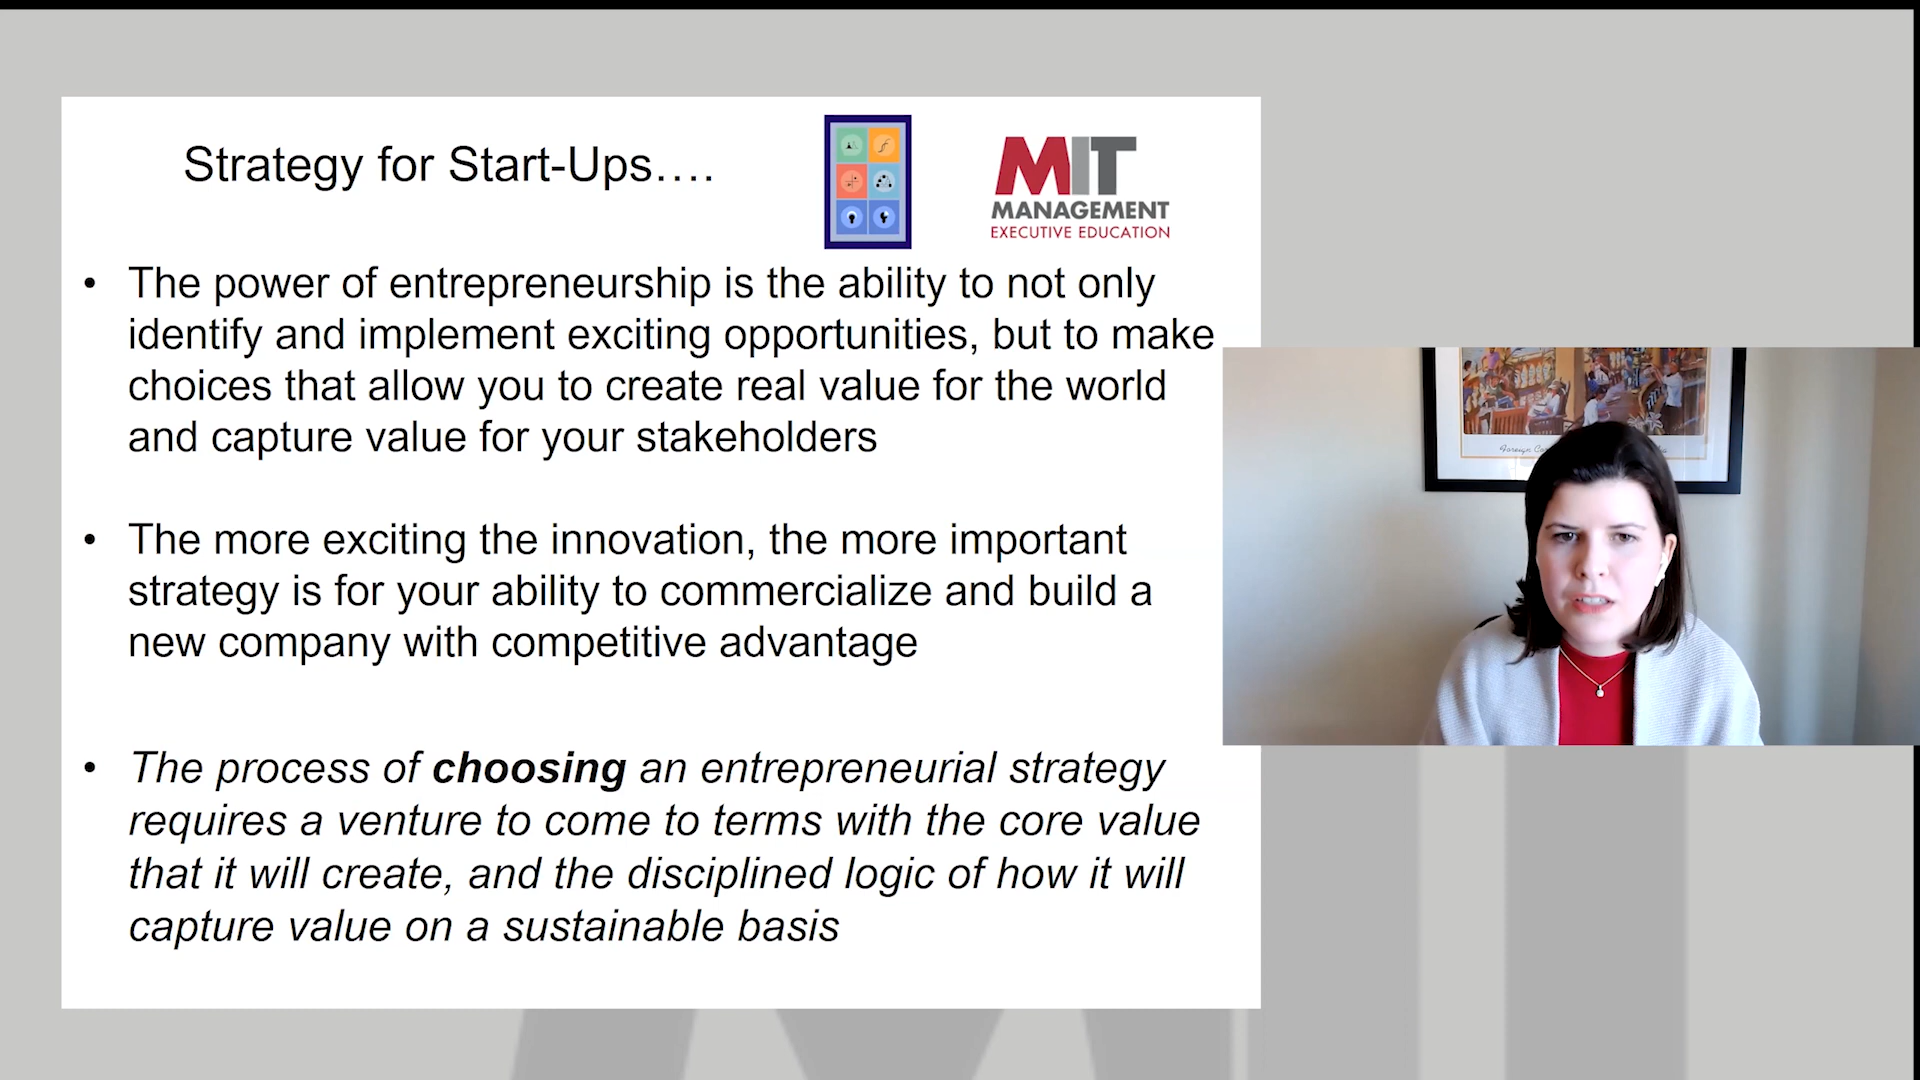 Strategy for Start-Ups….
MIT
MANAGEMENT
EXECUTIVE EDUCATION
• The power of entrepreneurship is the ability to not only
identify and implement exciting opportunities, but to make
choices that allow you to create real value for the world
and capture value for your stakeholders
• The more exciting the innovation, the more important
strategy is for your ability to commercialize and build a
new company with competitive advantage
• The process of choosing an entrepreneurial strategy
requires a venture to come to terms with the core value
that it will create, and the disciplined logic of how it will
capture value on a sustainable basis
Foreign